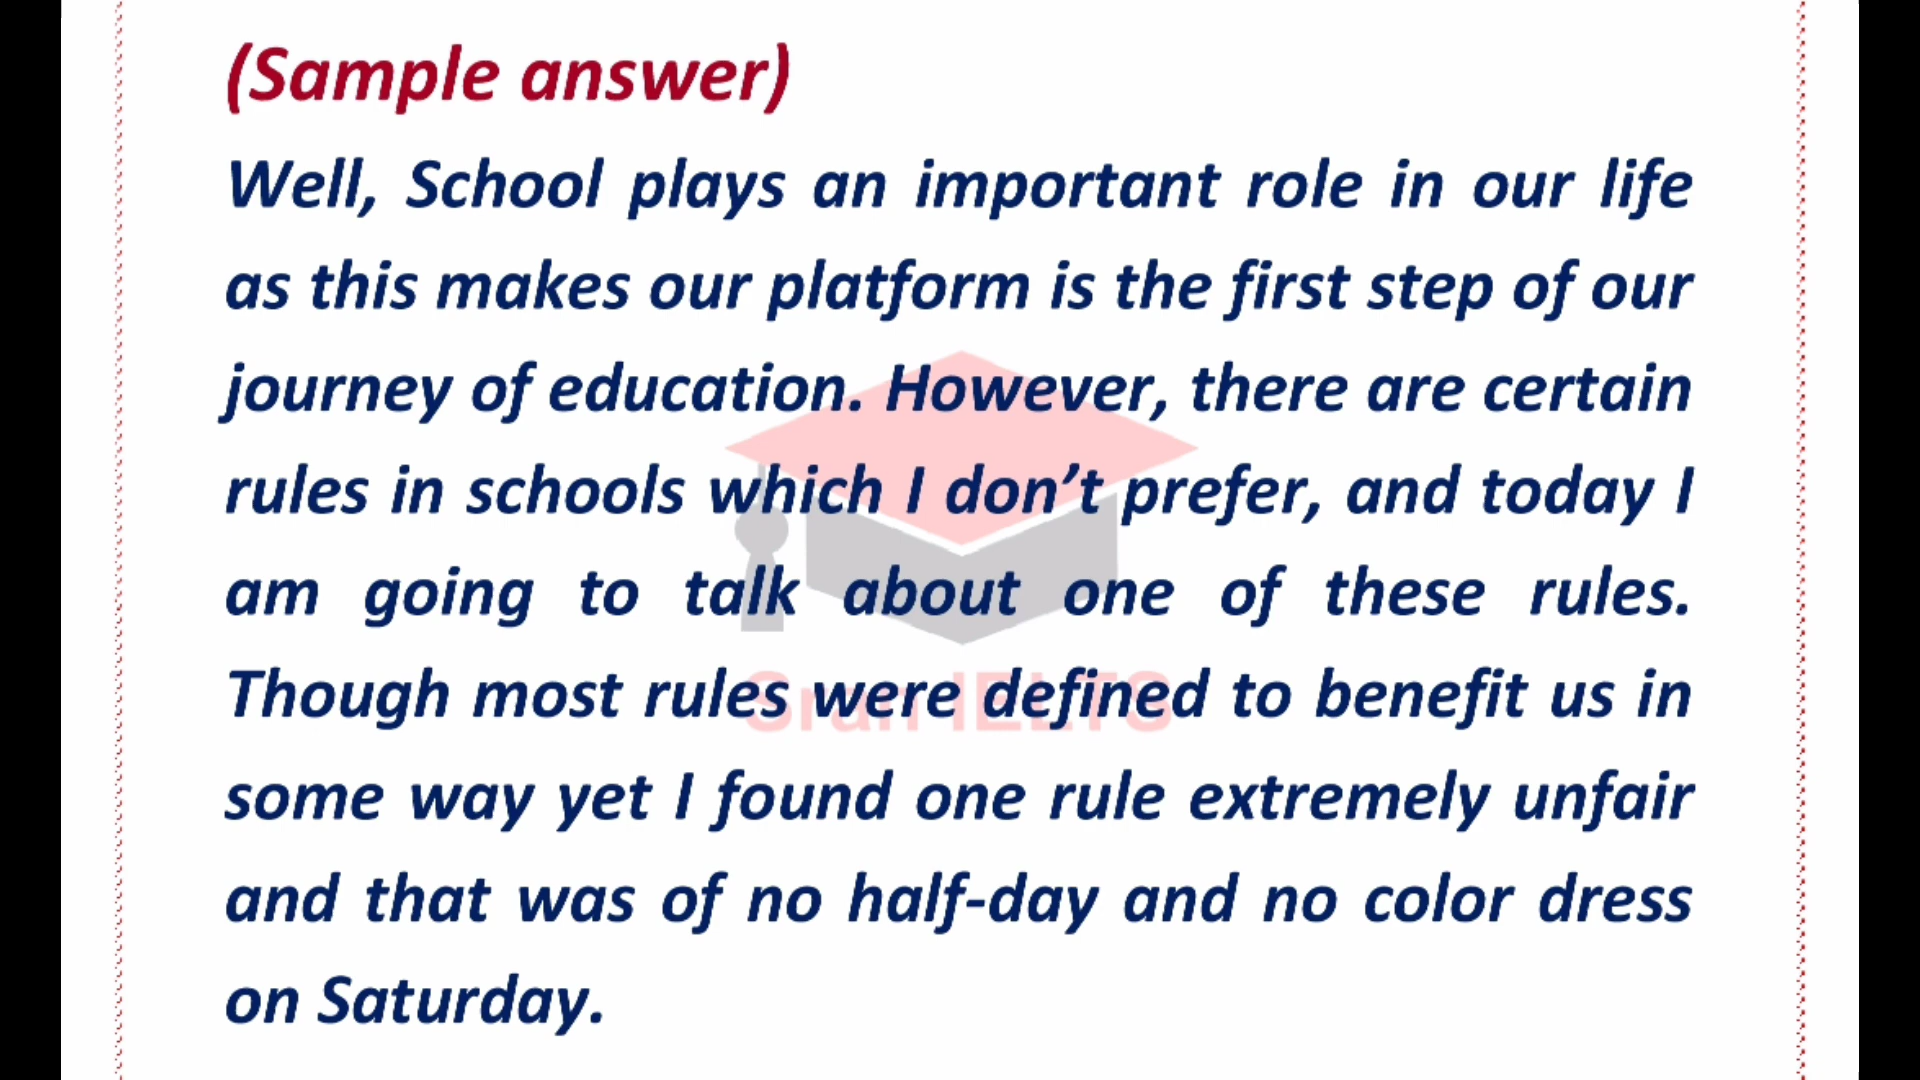 (Sample answer)
Well, School plays an important role in our life
as this makes our platform is the first step of our
journey of education. However, there are certain
rules in schools which I don’t prefer, and today I
am going to talk about one of these rules.
Though most rules were defined to benefit us in
Sran IELTS
some way yet I found one rule extremely unfair
and that was of no half-day and no color dress
on Saturday.